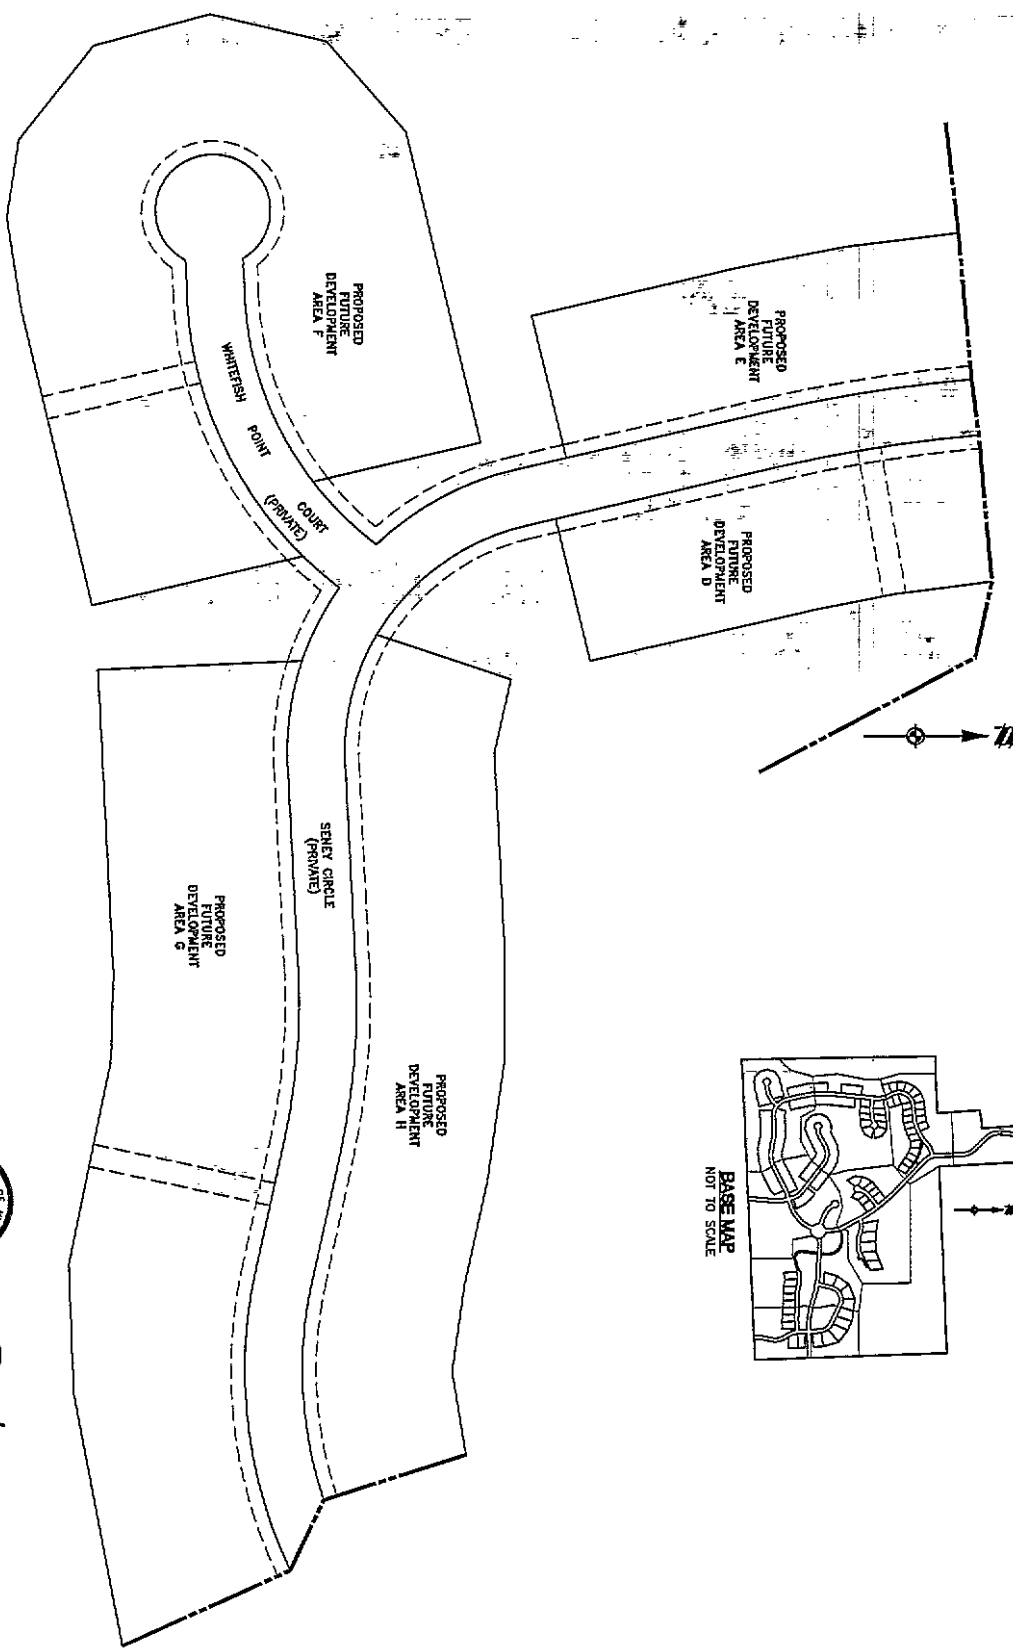 PROPOSED
FUTURE
DEVELOPMENT
AREA F
PROPOSED
FUTURE
DEVELOPMENT
AREA E
WHITEFISH
POINT
COURT
(PRIVATE)
PROPOSED
FUTURE
DEVELOPMENT
AREA D
SENEY CIRCLE
(PRIVATE)
PROPOSED
FUTURE
DEVELOPMENT
AREA G
PROPOSED
FUTURE
DEVELOPMENT
AREA H
BASE MAP
NOT TO SCALE